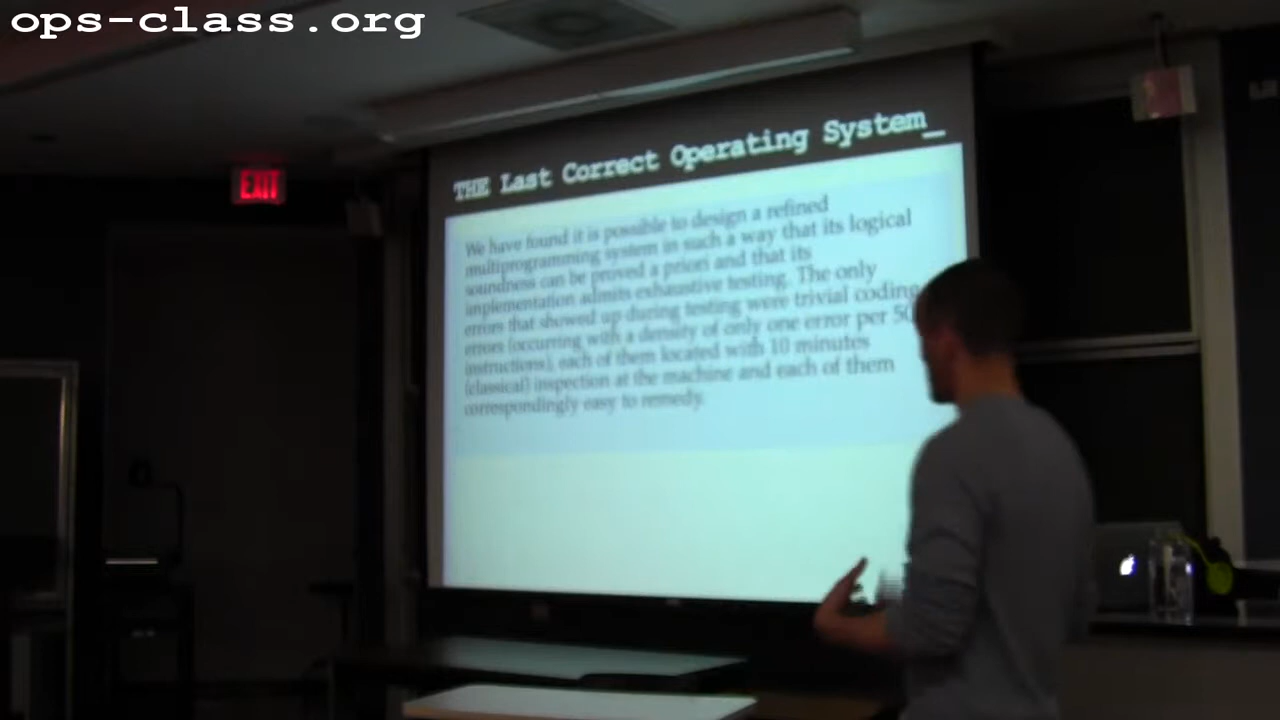 ops-class.org
EXIT
THE Last Correct Operating System_
We have found it is possible to design a refined
multiprogramming system in such a way that its logical
soundness can be proved a priori and that its
implementation admits exhaustive testing. The only
errors that showed up during testing were trivial coding
errors (occurring with a density of only one error per 50
instructions), each of them located with 10 minutes
(classical) inspection at the machine and each of them
correspondingly easy to remedy.